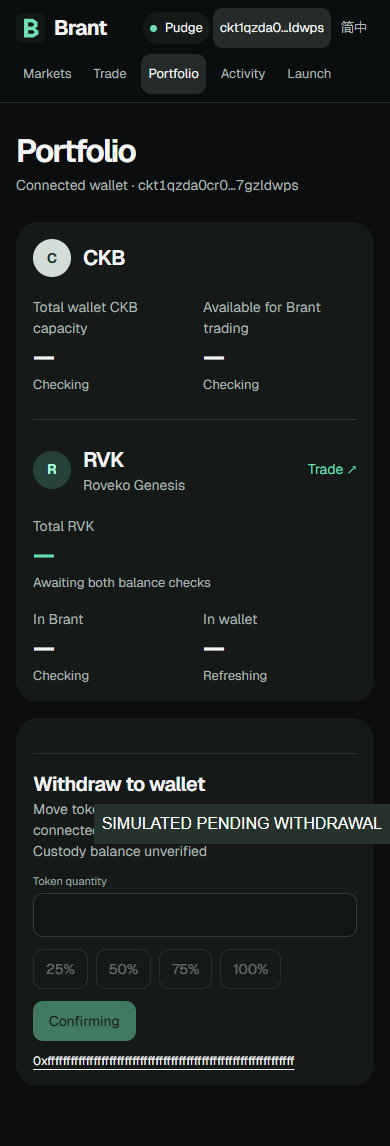 Brant
Pudge
ckt1qzda0...ldwps
简中
Markets
Trade
Portfolio
Activity
Launch
Portfolio
Connected wallet · ckt1qzda0cr0...7gzldwps
C
CKB
Total wallet CKB
capacity
—
Checking
Available for Brant
trading
—
Checking
R
RVK
Roveko Genesis
Trade ↗
Total RVK
—
Awaiting both balance checks
In Brant
—
Checking
In wallet
—
Refreshing
Withdraw to wallet
Move
SIMULATED PENDING WITHDRAWAL
Custody balance unverified
Token quantity
25%
50%
75%
100%
Confirming